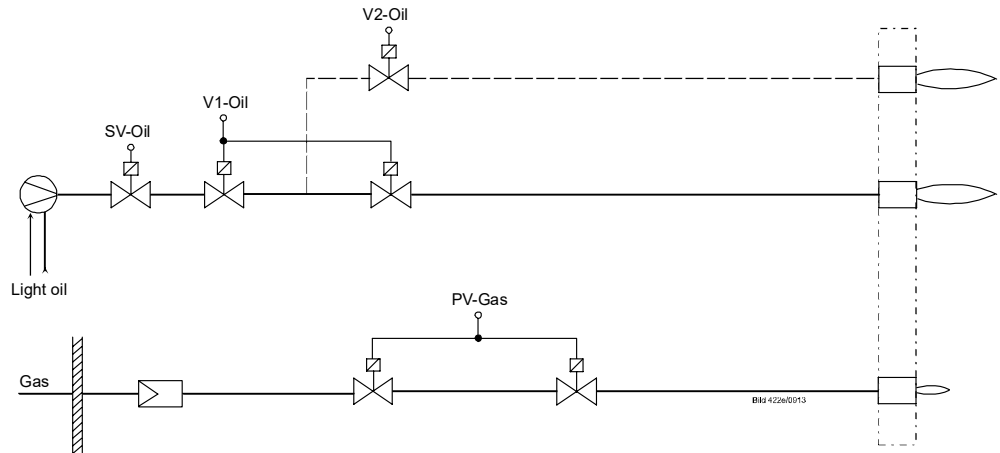 V2-Oil
V1-Oil
SV-Oil
Light oil
PV-Gas
Gas
Bild 422e/0913